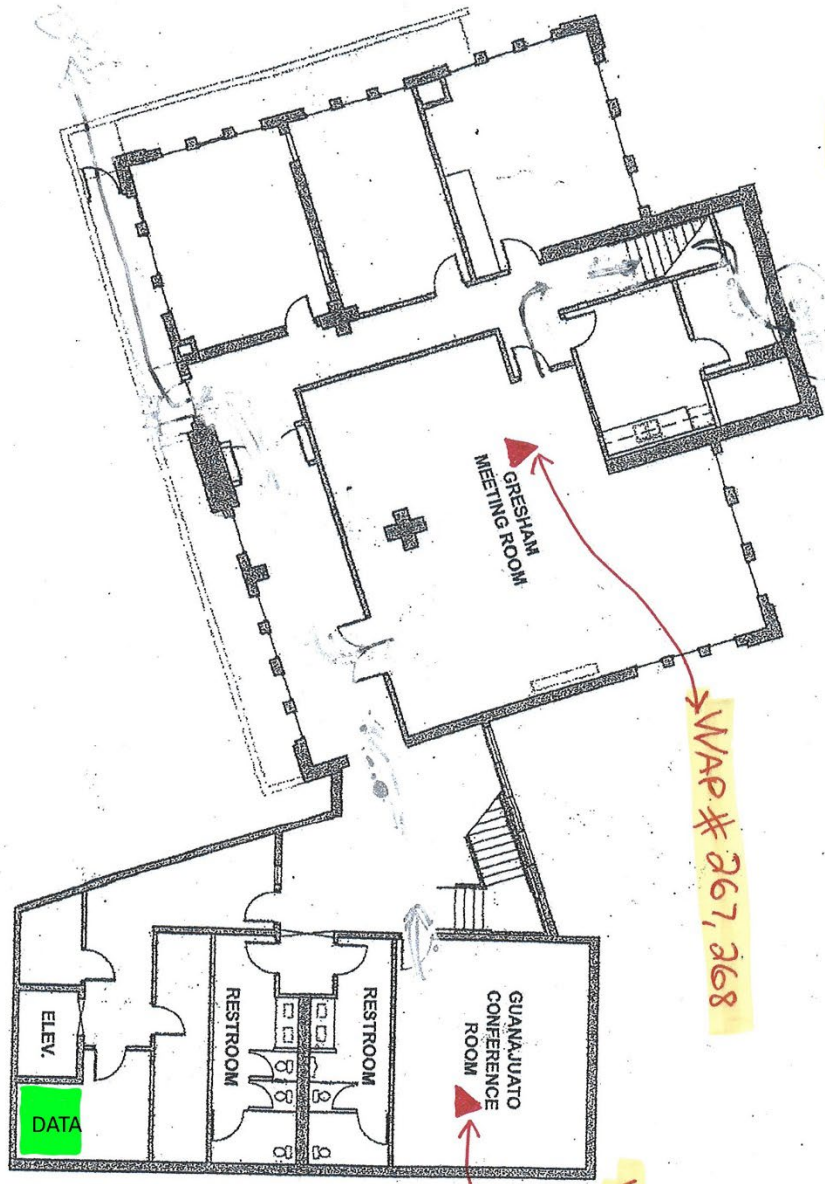 GRESHAM
MEETING ROOM
WAP # 267, 268
GUANAJUATO
CONFERENCE
ROOM
RESTROOM
RESTROOM
ELEV.
DATA